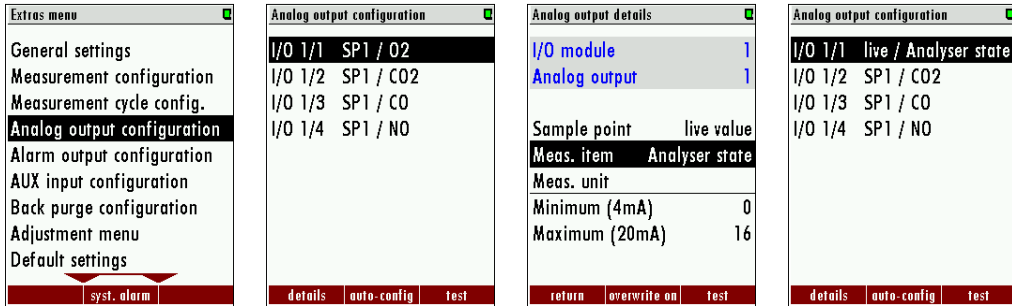 Extras menu
General settings
Measurement configuration
Measurement cycle config.
Analog output configuration
Alarm output configuration
AUX input configuration
Back purge configuration
Adjustment menu
Default settings
syst. alarm
Analog output configuration
I/O 1/1 SP1 / O2
I/O 1/2 SP1 / CO2
I/O 1/3 SP1 / CO
I/O 1/4 SP1 / NO
details auto-config test
Analog output details
I/O module 1
Analog output 1
Sample point live value
Meas. item Analyser state
Meas. unit
Minimum (4mA) 0
Maximum (20mA) 16
return overwrite on test
Analog output configuration
I/O 1/1 live / Analyser state
I/O 1/2 SP1 / CO2
I/O 1/3 SP1 / CO
I/O 1/4 SP1 / NO
details auto-config test